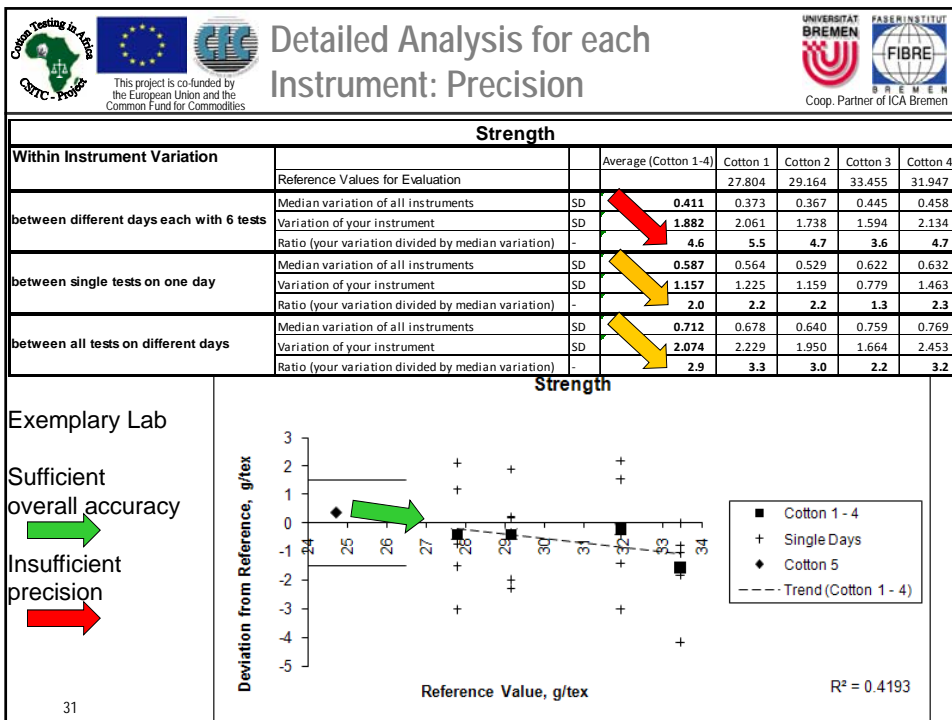 Cotton Testing in Africa
CSITC - Project
CFC
This project is co-funded by
the European Union and the
Common Fund for Commodities
Detailed Analysis for each
Instrument: Precision
UNIVERSITÄT
BREMEN
FASERINSTITUT
FIBRE
BREMEN
Coop. Partner of ICA Bremen
Strength
Within Instrument Variation Average (Cotton 1-4) Cotton 1 Cotton 2 Cotton 3 Cotton 4
Reference Values for Evaluation 27.804 29.164 33.455 31.947
between different days each with 6 tests
Median variation of all instruments SD 0.411 0.373 0.367 0.445 0.458
Variation of your instrument SD 1.882 2.061 1.738 1.594 2.134
Ratio (your variation divided by median variation) - 4.6 5.5 4.7 3.6 4.7
between single tests on one day
Median variation of all instruments SD 0.587 0.564 0.529 0.622 0.632
Variation of your instrument SD 1.157 1.225 1.159 0.779 1.463
Ratio (your variation divided by median variation) - 2.0 2.2 2.2 1.3 2.3
between all tests on different days
Median variation of all instruments SD 0.712 0.678 0.640 0.759 0.769
Variation of your instrument SD 2.074 2.229 1.950 1.664 2.453
Ratio (your variation divided by median variation) - 2.9 3.3 3.0 2.2 3.2
Exemplary Lab
Sufficient
overall accuracy
Insufficient
precision
31
Strength
Deviation from Reference, g/tex
3
2
1
0
-1
-2
-3
-4
-5
24 25 26 27 28 29 30 31 32 33 34
Reference Value, g/tex
Cotton 1 - 4
Single Days
Cotton 5
Trend (Cotton 1 - 4)
R² = 0.4193